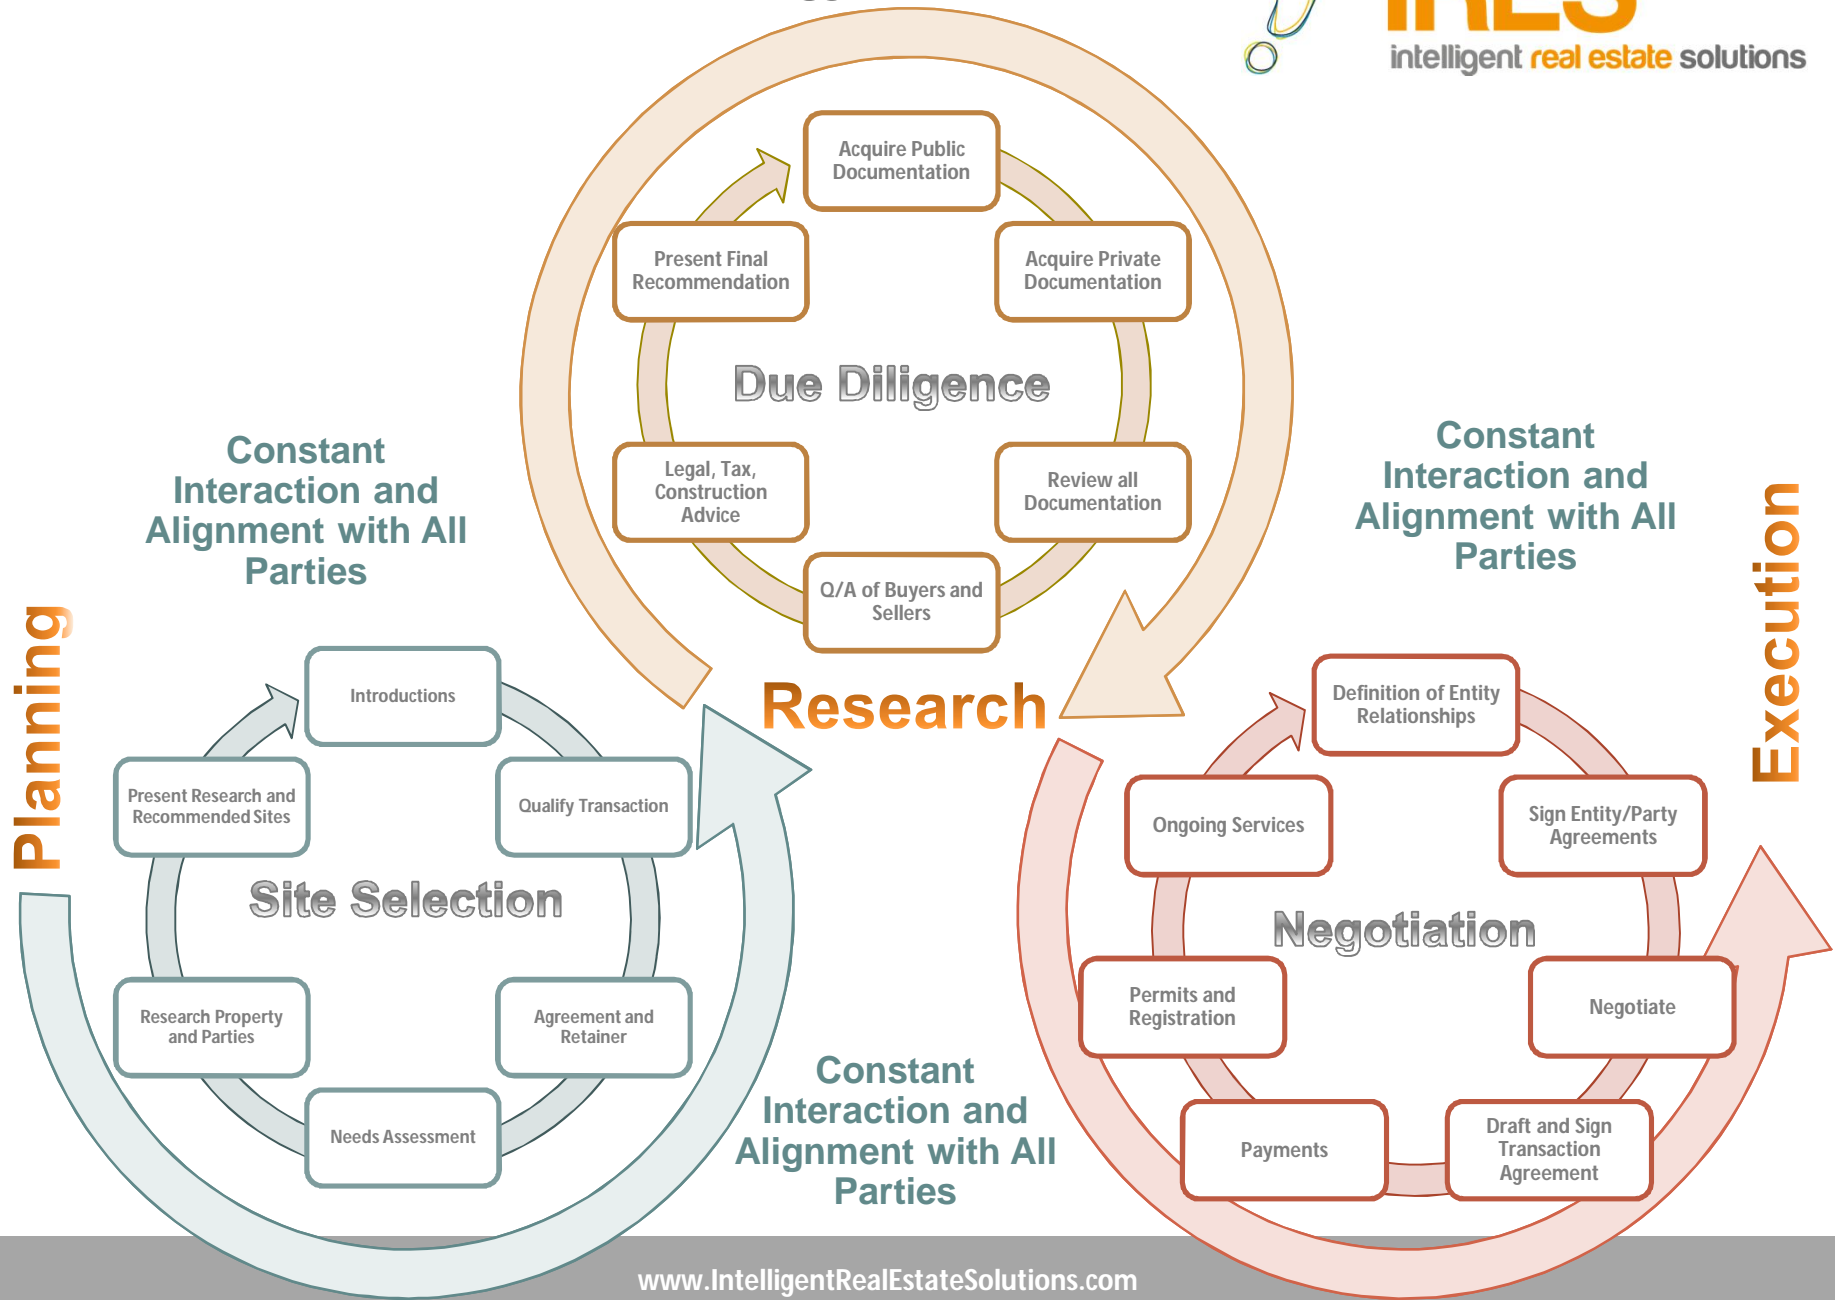 IRES
intelligent real estate solutions
Acquire Public
Documentation
Present Final
Recommendation
Acquire Private
Documentation
Due Diligence
Legal, Tax,
Construction
Advice
Review all
Documentation
Q/A of Buyers and
Sellers
Constant
Interaction and
Alignment with All
Parties
Constant
Interaction and
Alignment with All
Parties
Planning
Research
Execution
Introductions
Present Research and
Recommended Sites
Qualify Transaction
Site Selection
Research Property
and Parties
Agreement and
Retainer
Needs Assessment
Constant
Interaction and
Alignment with All
Parties
Definition of Entity
Relationships
Ongoing Services
Sign Entity/Party
Agreements
Negotiation
Permits and
Registration
Negotiate
Payments
Draft and Sign
Transaction
Agreement
www.IntelligentRealEstateSolutions.com